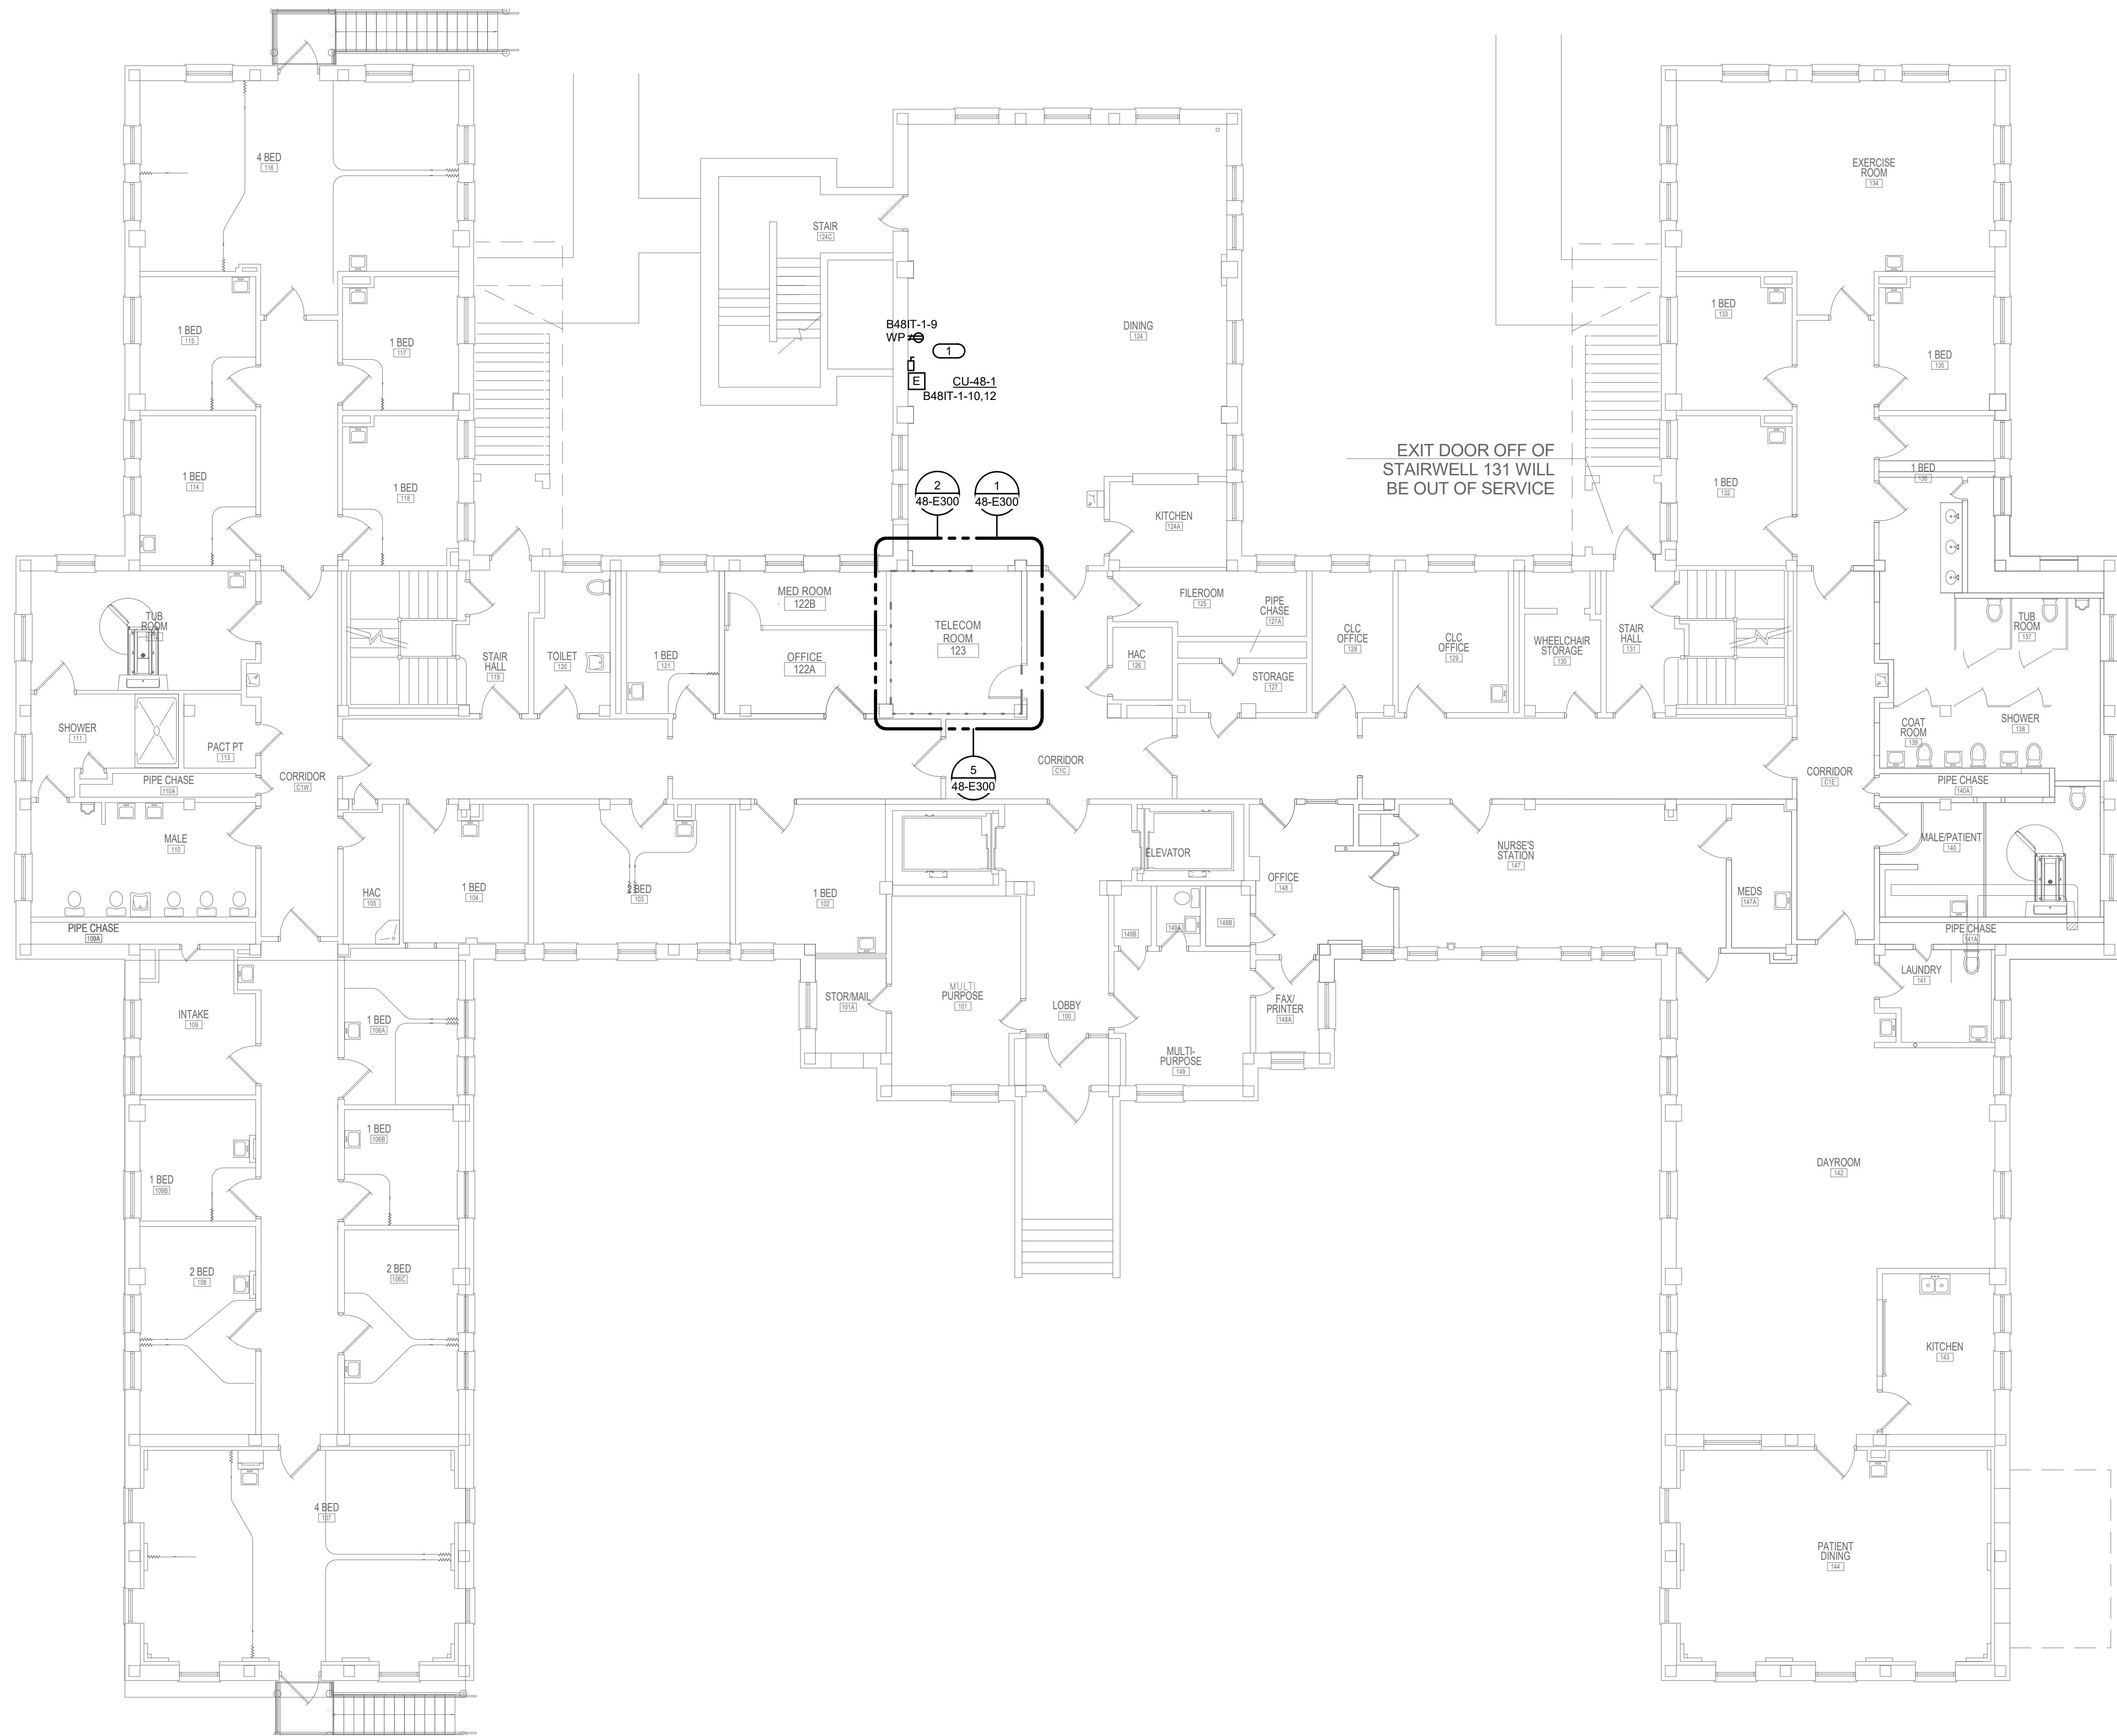 4 BED
116
EXERCISE
ROOM
134
STAIR
124C
1 BED
115
1 BED
117
B48IT-1-9
WP
1
E
CU-48-1
B48IT-1-10,12
DINING
124
1 BED
133
1 BED
135
1 BED
114
1 BED
118
2
48-E300
1
48-E300
KITCHEN
124A
EXIT DOOR OFF OF
STAIRWELL 131 WILL
BE OUT OF SERVICE
1 BED
132
1 BED
136
TUB
ROOM
STAIR
HALL
119
TOILET
120
1 BED
121
MED ROOM
122B
OFFICE
122A
TELECOM
ROOM
123
FILEROOM
125
PIPE
CHASE
127A
HAC
126
STORAGE
127
CLC
OFFICE
128
CLC
OFFICE
129
WHEELCHAIR
STORAGE
130
STAIR
HALL
131
TUB
ROOM
137
SHOWER
111
PACT PT
113
PIPE CHASE
110A
CORRIDOR
C1W
5
48-E300
CORRIDOR
C1C
CORRIDOR
C1E
COAT
ROOM
139
SHOWER
138
PIPE CHASE
140A
MALE
110
PIPE CHASE
109A
HAC
105
1 BED
104
2 BED
103
1 BED
102
ELEVATOR
OFFICE
148
NURSE'S
STATION
147
MEDS
147A
MALE/PATIENT
140
PIPE CHASE
141A
149B
149A
148B
INTAKE
109
1 BED
106A
STOR/MAIL
101A
MULTI
PURPOSE
101
LOBBY
100
FAX/
PRINTER
148A
LAUNDRY
141
MULTI-
PURPOSE
149
1 BED
109B
1 BED
106B
DAYROOM
142
2 BED
108
2 BED
106C
KITCHEN
143
4 BED
107
PATIENT
DINING
144